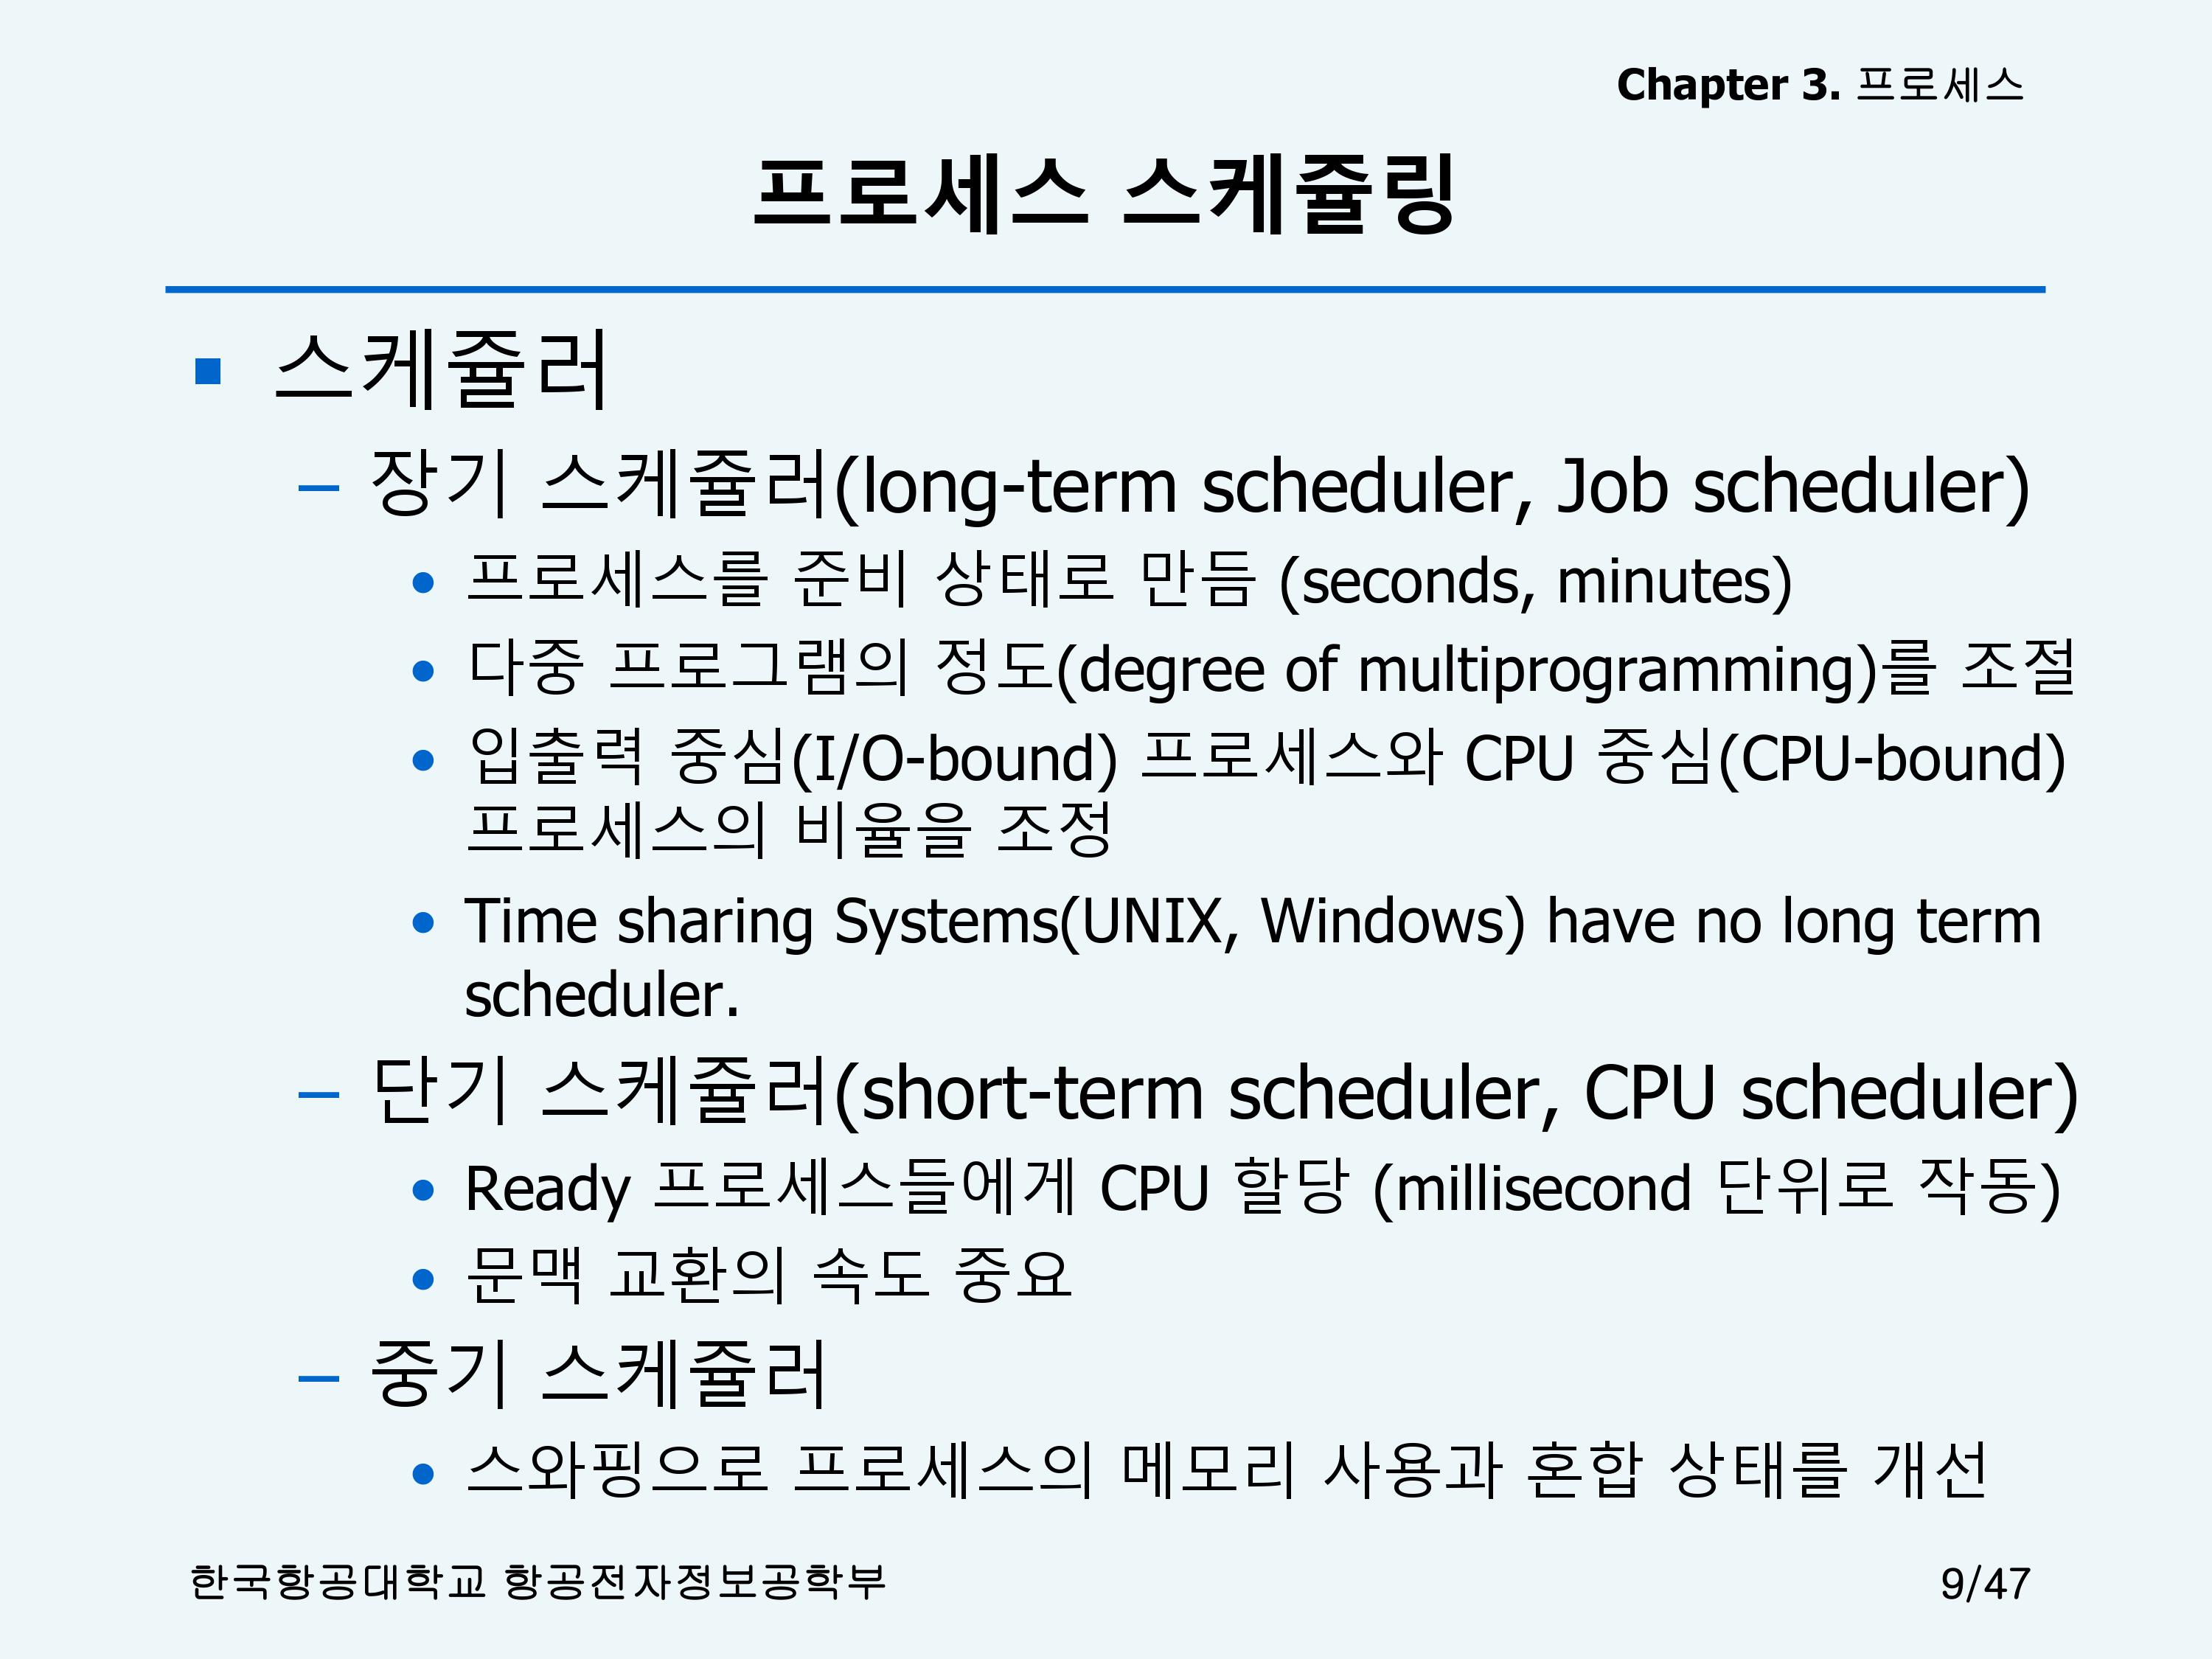 Chapter 3. 프로세스
프로세스 스케쥴링
▪ 스케쥴러
– 장기 스케쥴러(long-term scheduler, Job scheduler)
• 프로세스를 준비 상태로 만듬 (seconds, minutes)
• 다중 프로그램의 정도(degree of multiprogramming)를 조절
• 입출력 중심(I/O-bound) 프로세스와 CPU 중심(CPU-bound)
프로세스의 비율을 조정
• Time sharing Systems(UNIX, Windows) have no long term
scheduler.
– 단기 스케쥴러(short-term scheduler, CPU scheduler)
• Ready 프로세스들에게 CPU 할당 (millisecond 단위로 작동)
• 문맥 교환의 속도 중요
– 중기 스케쥴러
• 스와핑으로 프로세스의 메모리 사용과 혼합 상태를 개선
한국항공대학교 항공전자정보공학부
9/47